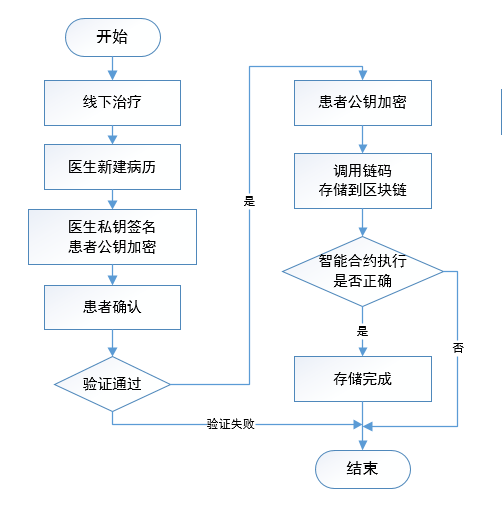 开始
线下治疗
医生新建病历
医生私钥签名
患者公钥加密
患者确认
验证通过
验证失败
是
患者公钥加密
调用链码
存储到区块链
智能合约执行
是否正确
是
否
存储完成
结束